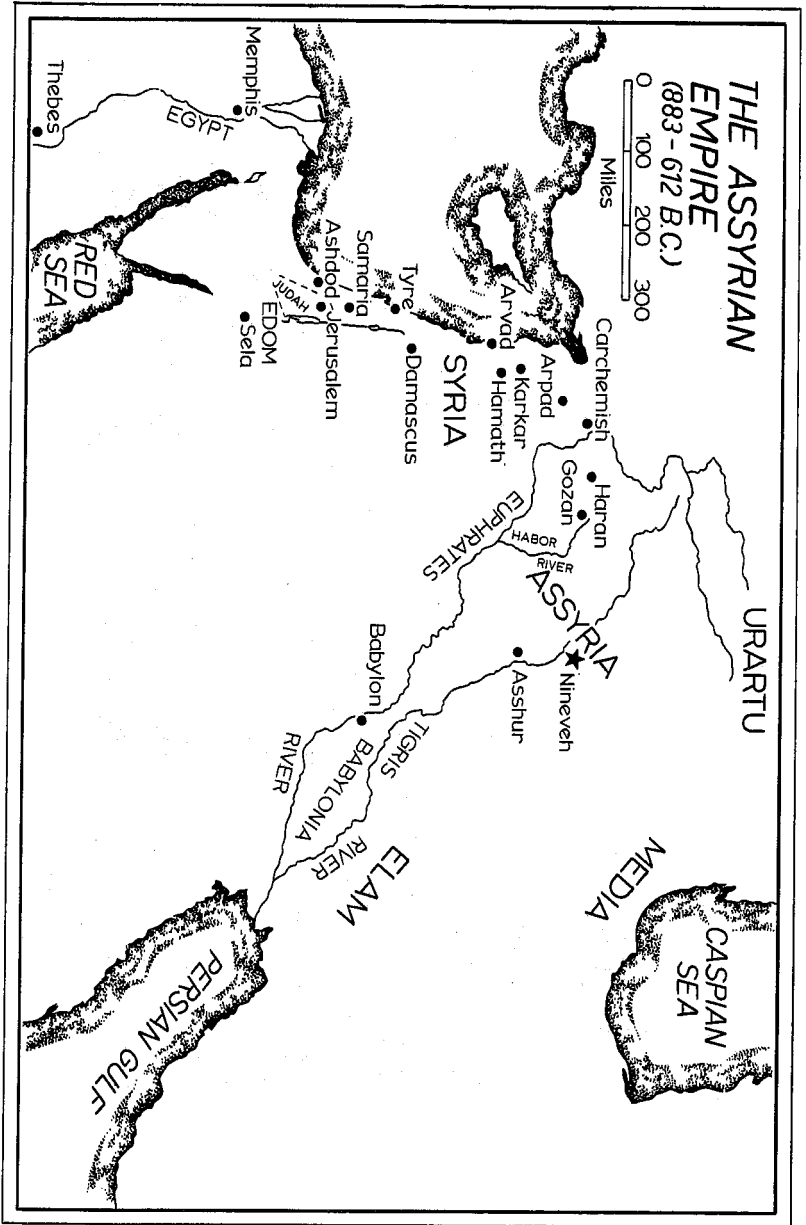 THE ASSYRIAN
EMPIRE
(883 - 612 B.C.)
0 100 200 300
Miles
URARTU
CASPIAN
SEA
MEDIA
Carchemish
Haran
Gozan
Arpad
Karkar
Hamath
Arvad
HABOR
RIVER
ASSYRIA
Nineveh
Asshur
EUPHRATES
RIVER
TIGRIS
RIVER
SYRIA
Tyre
Damascus
Samaria
Ashdod
Jerusalem
JUDAH
EDOM
Sela
Babylon
BABYLONIA
ELAM
PERSIAN GULF
Memphis
EGYPT
Thebes
RED
SEA